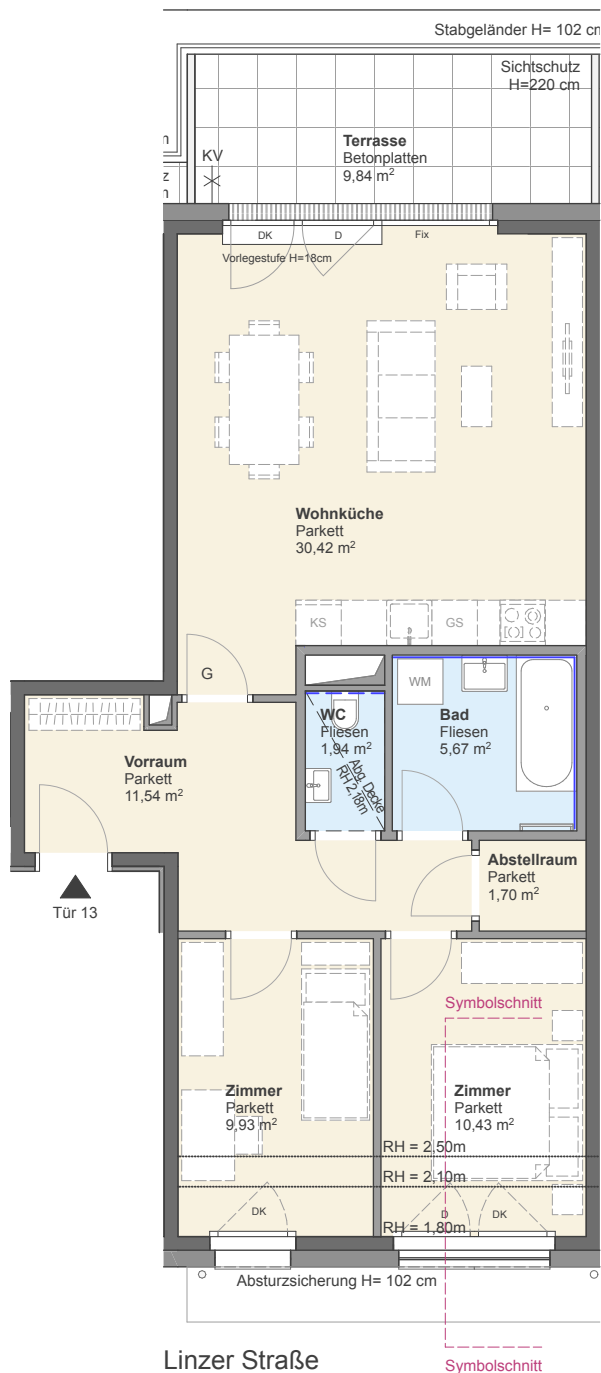 Stabgeländer H= 102 cm
Sichtschutz
H=220 cm
Terrasse
Betonplatten
9,84 m²
KV
z
DK
D
Fix
Vorlegestufe H=18cm
Wohnküche
Parkett
30,42 m²
KS
GS
G
WM
WC
Fliesen
1,94 m²
Abg. Decke
RH 2,18m
Bad
Fliesen
5,67 m²
Vorraum
Parkett
11,54 m²
Abstellraum
Parkett
1,70 m²
Tür 13
Symbolschnitt
Zimmer
Parkett
9,93 m²
Zimmer
Parkett
10,43 m²
RH = 2,50m
RH = 2,10m
RH = 1,80m
DK
D
DK
Absturzsicherung H= 102 cm
Linzer Straße
Symbolschnitt